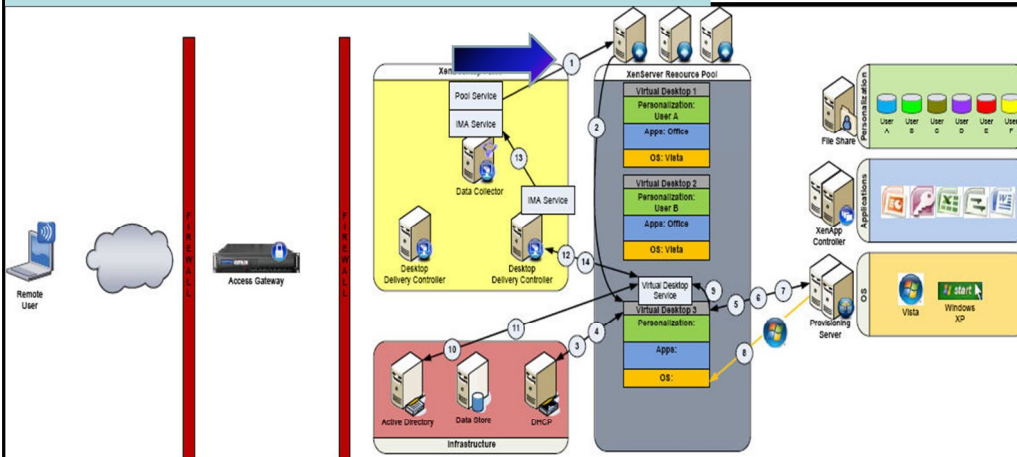 Remote
User
FIREWALL
Access Gateway
FIREWALL
Pool Service
IMA Service
13
Data Collector
IMA Service
Desktop
Delivery Controller
Desktop
Delivery Controller
12
14
11
10
3
4
Active Directory
Data Store
DHCP
Infrastructure
1
2
XenServer Resource Pool
Virtual Desktop 1
Personalization:
User A
Apps: Office
OS: Vista
Virtual Desktop 2
Personalization:
User B
Apps: Office
OS: Vista
Virtual Desktop
Service
9
Virtual Desktop 3
Personalization:
Apps:
OS:
5
6
7
8
File Share
Personalization
User
A
User
B
User
C
User
D
User
E
User
F
XenApp
Controller
Applications
Provisioning
Server
OS
Vista
start
Windows
XP